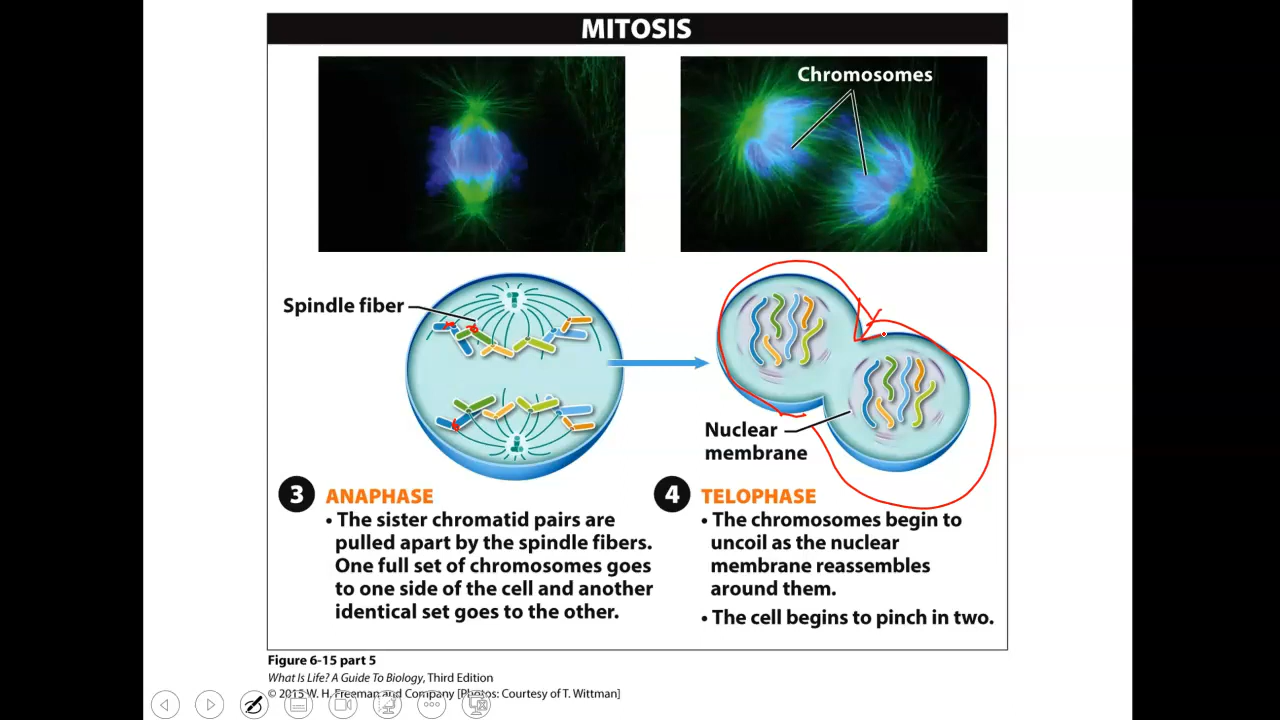 MITOSIS
Chromosomes
Spindle fiber
Nuclear
membrane
3 ANAPHASE
• The sister chromatid pairs are
pulled apart by the spindle fibers.
One full set of chromosomes goes
to one side of the cell and another
identical set goes to the other.
4 TELOPHASE
• The chromosomes begin to
uncoil as the nuclear
membrane reassembles
around them.
• The cell begins to pinch in two.
Figure 6-15 part 5
What Is Life? A Guide To Biology, Third Edition
© 2015 W. H. Freeman and Company [Photos: Courtesy of T. Wittman]